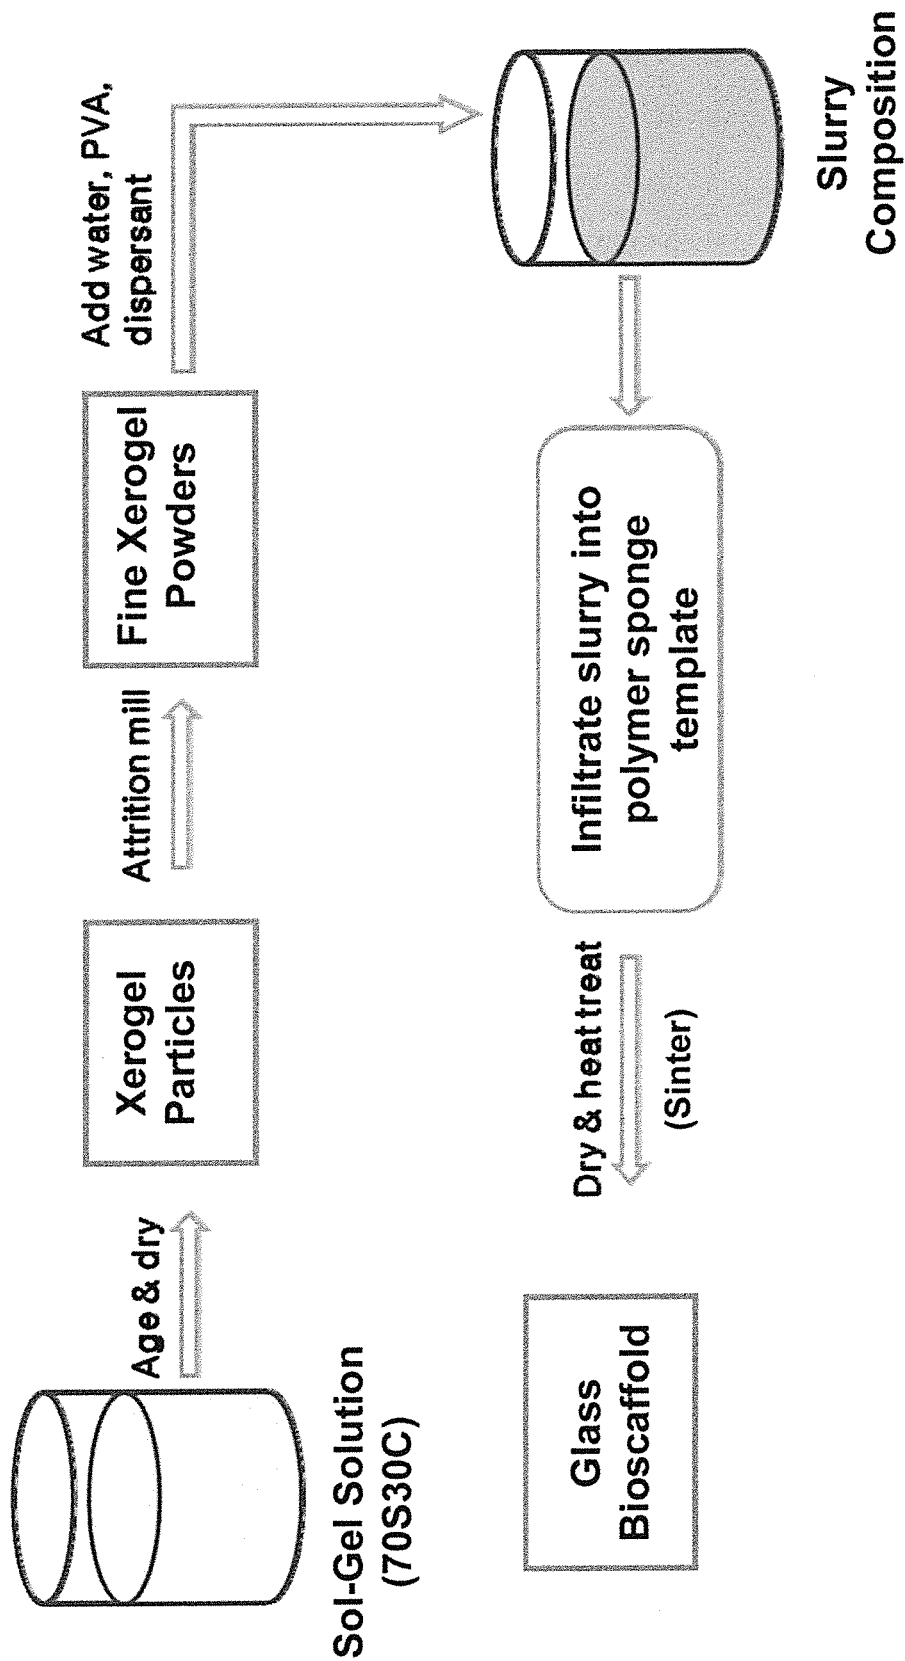 Sol-Gel Solution
(70S30C)
Age & dry
Xerogel
Particles
Attrition mill
Fine Xerogel
Powders
Add water, PVA,
dispersant
Slurry
Composition
Infiltrate slurry into
polymer sponge
template
Dry & heat treat
(Sinter)
Glass
Bioscaffold